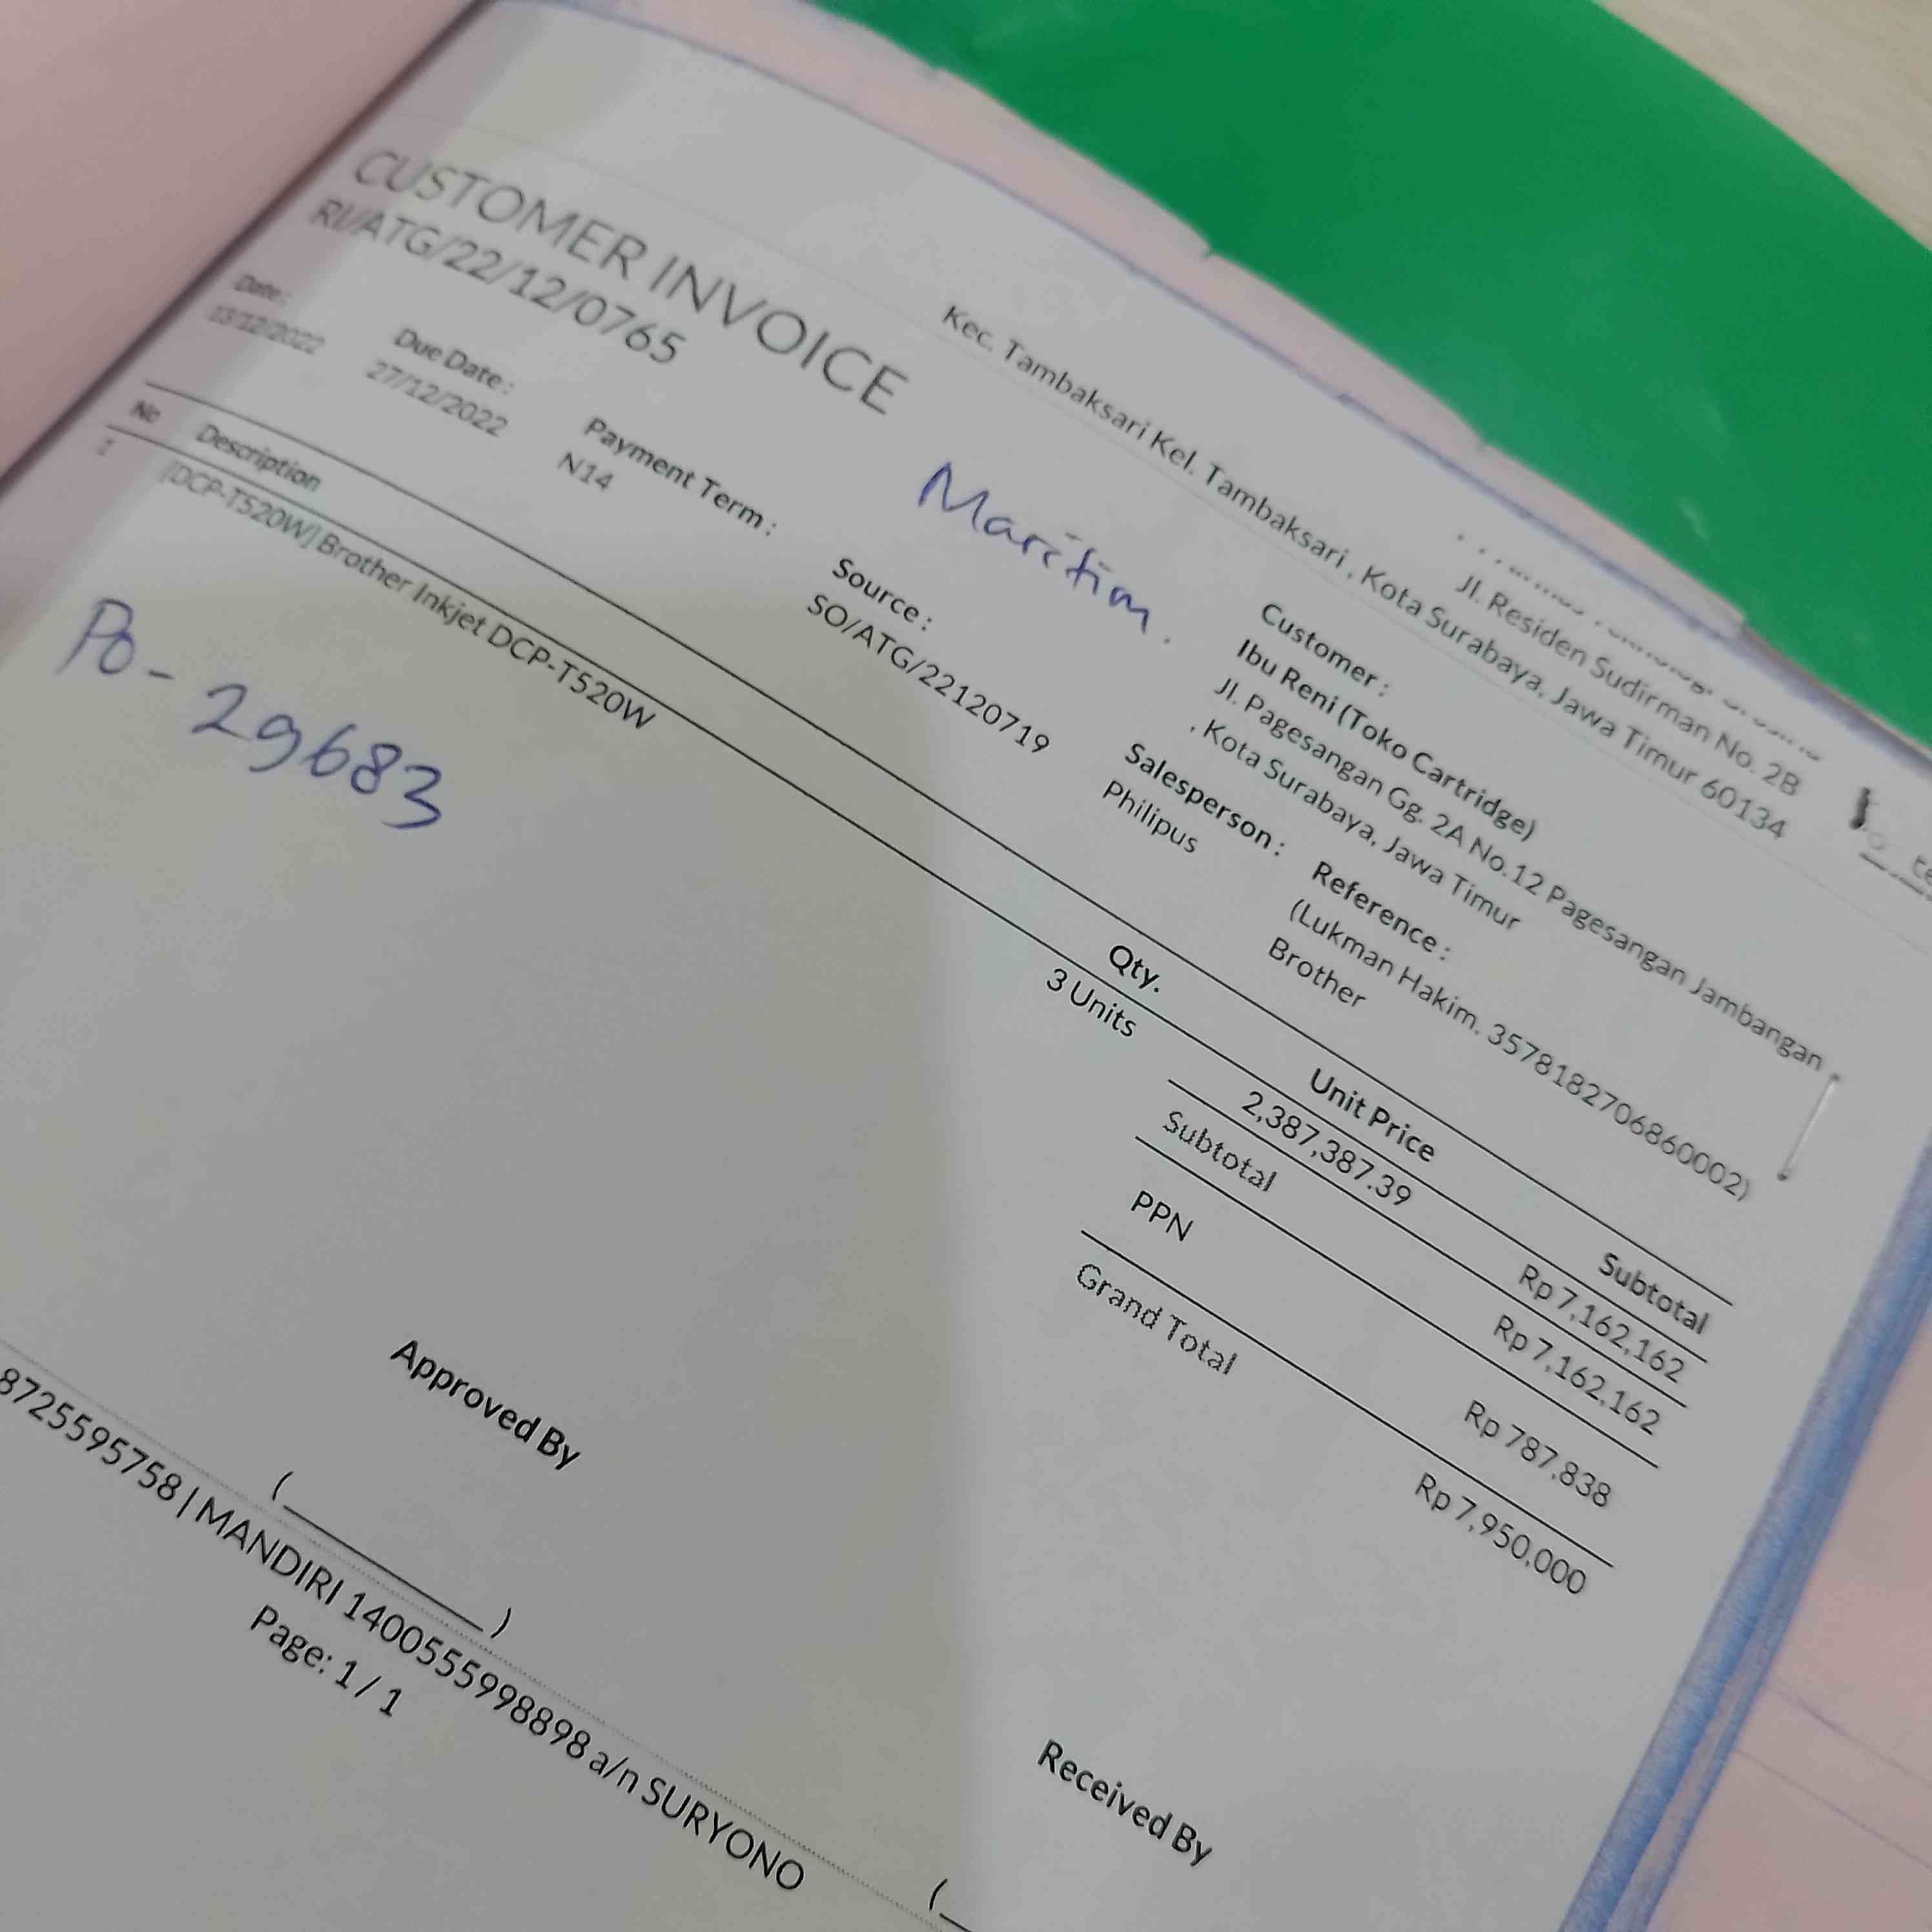 Jl. Residen Sudirman No. 2B
Kec. Tambaksari Kel. Tambaksari , Kota Surabaya, Jawa Timur 60134
CUSTOMER INVOICE
RI/ATG/22/12/0765
Maritim.
Customer :
Ibu Reni (Toko Cartridge)
Jl. Pagesangan Gg. 2A No.12 Pagesangan Jambangan
, Kota Surabaya, Jawa Timur
Date : Due Date : Payment Term : Source : Salesperson : Reference :
13/12/2022 27/12/2022 N14 SO/ATG/22120719 Philipus (Lukman Hakim. 3578182706860002)
Brother
No Description Qty. Unit Price Subtotal
1 [DCP-T520W] Brother Inkjet DCP-T520W 3 Units 2,387,387.39 Rp 7,162,162
Subtotal Rp 7,162,162
Po - 29683
PPN Rp 787,838
Grand Total Rp 7,950,000
Approved By Received By
( ) (
8725595758 | MANDIRI 1400555998898 a/n SURYONO
Page: 1 / 1